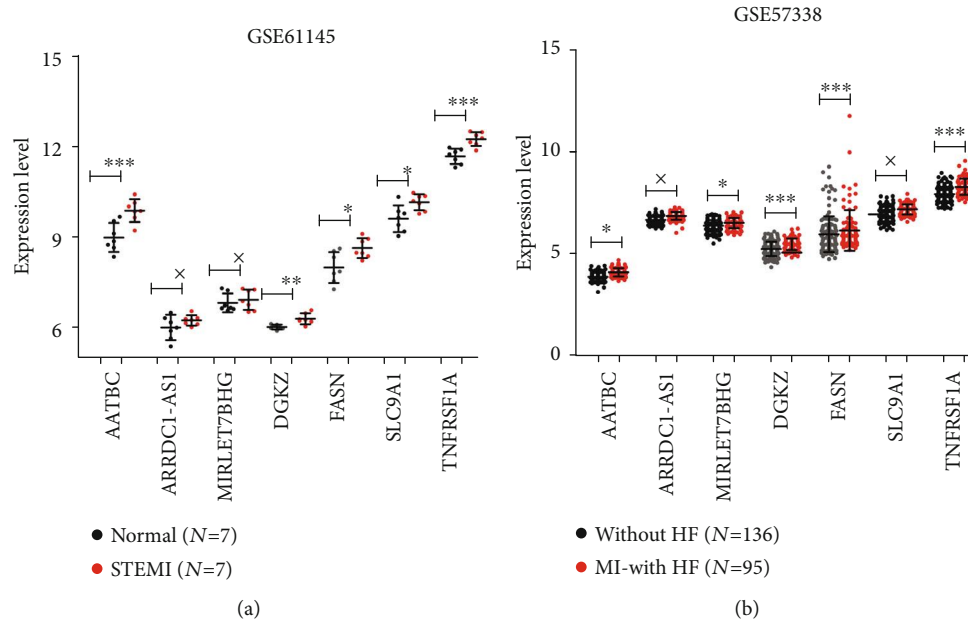 GSE61145
Expression level
15
12
9
6
***
×
×
**
*
*
***
AATBC
ARRDC1-AS1
MIRLET7BHG
DGKZ
FASN
SLC9A1
TNFRSF1A
Normal (N=7)
STEMI (N=7)
(a)
GSE57338
Expression level
15
10
5
0
*
×
*
***
***
×
***
AATBC
ARRDC1-AS1
MIRLET7BHG
DGKZ
FASN
SLC9A1
TNFRSF1A
Without HF (N=136)
MI-with HF (N=95)
(b)